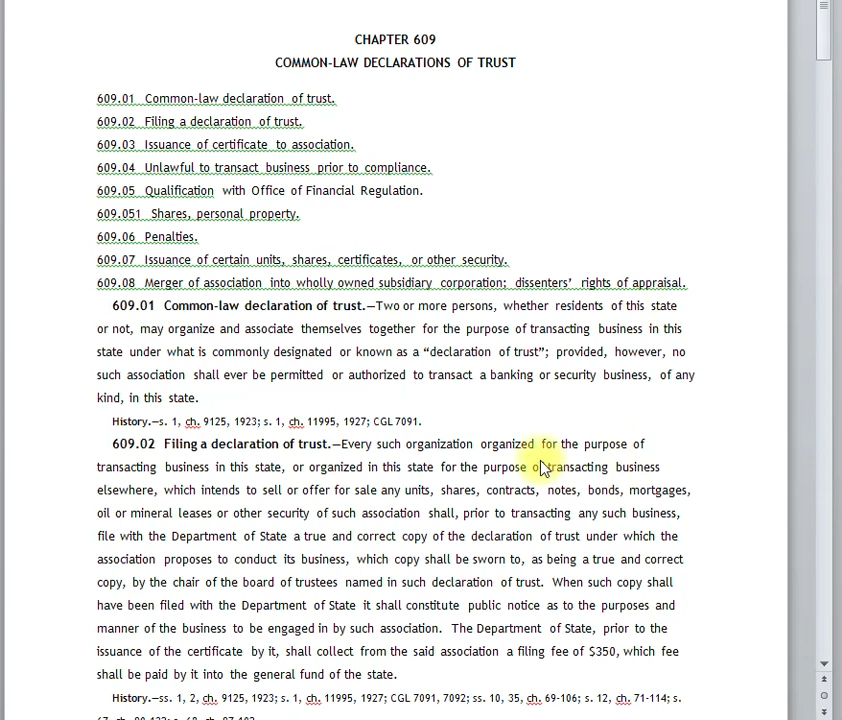 CHAPTER 609
COMMON-LAW DECLARATIONS OF TRUST
609.01 Common-law declaration of trust.
609.02 Filing a declaration of trust.
609.03 Issuance of certificate to association.
609.04 Unlawful to transact business prior to compliance.
609.05 Qualification with Office of Financial Regulation.
609.051 Shares, personal property.
609.06 Penalties.
609.07 Issuance of certain units, shares, certificates, or other security.
609.08 Merger of association into wholly owned subsidiary corporation; dissenters’ rights of appraisal.
609.01 Common-law declaration of trust.—Two or more persons, whether residents of this state
or not, may organize and associate themselves together for the purpose of transacting business in this
state under what is commonly designated or known as a “declaration of trust”; provided, however, no
such association shall ever be permitted or authorized to transact a banking or security business, of any
kind, in this state.
History.—s. 1, ch. 9125, 1923; s. 1, ch. 11995, 1927; CGL 7091.
609.02 Filing a declaration of trust.—Every such organization organized for the purpose of
transacting business in this state, or organized in this state for the purpose of transacting business
elsewhere, which intends to sell or offer for sale any units, shares, contracts, notes, bonds, mortgages,
oil or mineral leases or other security of such association shall, prior to transacting any such business,
file with the Department of State a true and correct copy of the declaration of trust under which the
association proposes to conduct its business, which copy shall be sworn to, as being a true and correct
copy, by the chair of the board of trustees named in such declaration of trust. When such copy shall
have been filed with the Department of State it shall constitute public notice as to the purposes and
manner of the business to be engaged in by such association. The Department of State, prior to the
issuance of the certificate by it, shall collect from the said association a filing fee of $350, which fee
shall be paid by it into the general fund of the state.
History.—ss. 1, 2, ch. 9125, 1923; s. 1, ch. 11995, 1927; CGL 7091, 7092; ss. 10, 35, ch. 69-106; s. 12, ch. 71-114; s.